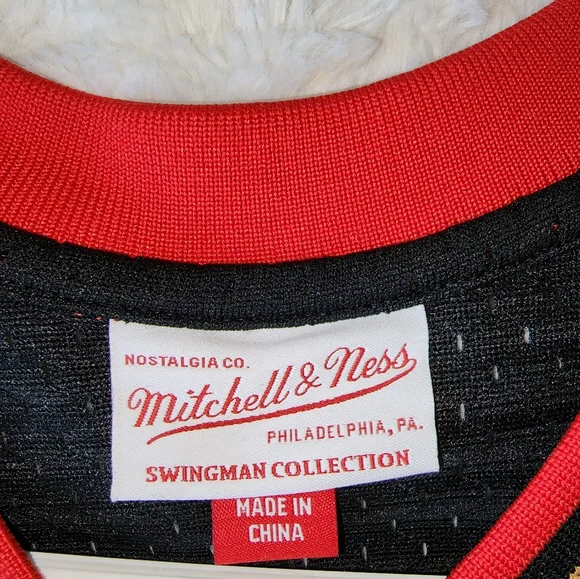 NOSTALGIA CO.
Mitchell & Ness
PHILADELPHIA, PA.
SWINGMAN COLLECTION
MADE IN
CHINA